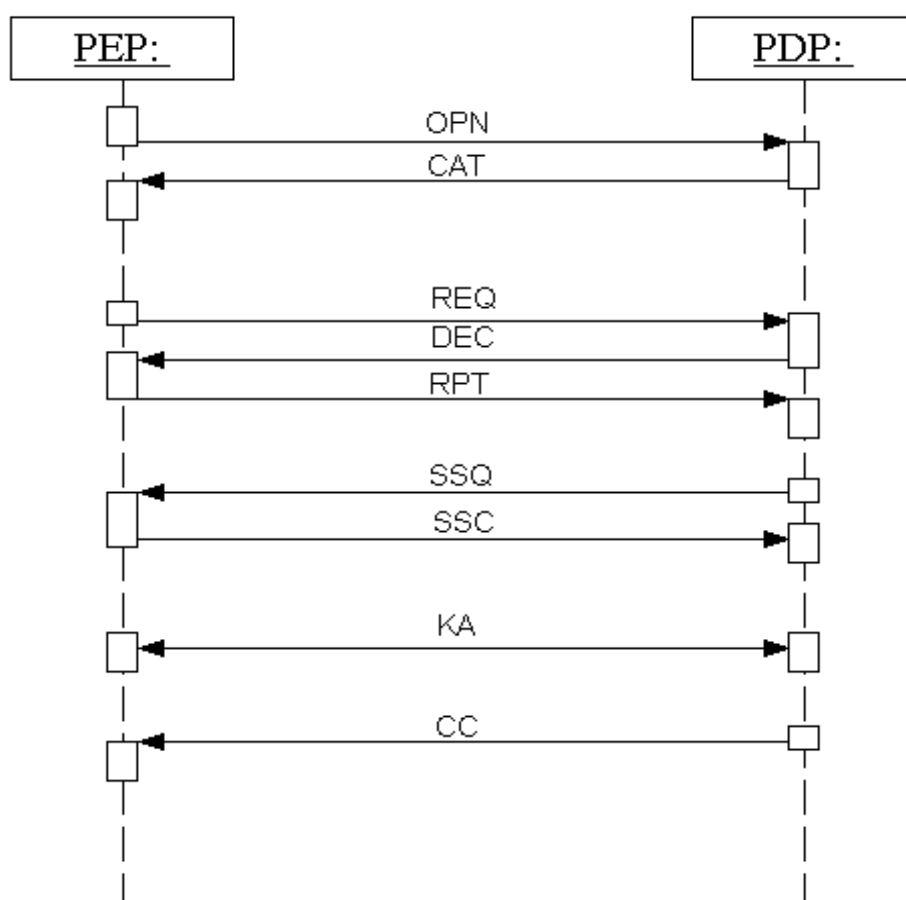 PEP:
PDP:
OPN
CAT
REQ
DEC
RPT
SSQ
SSC
KA
CC